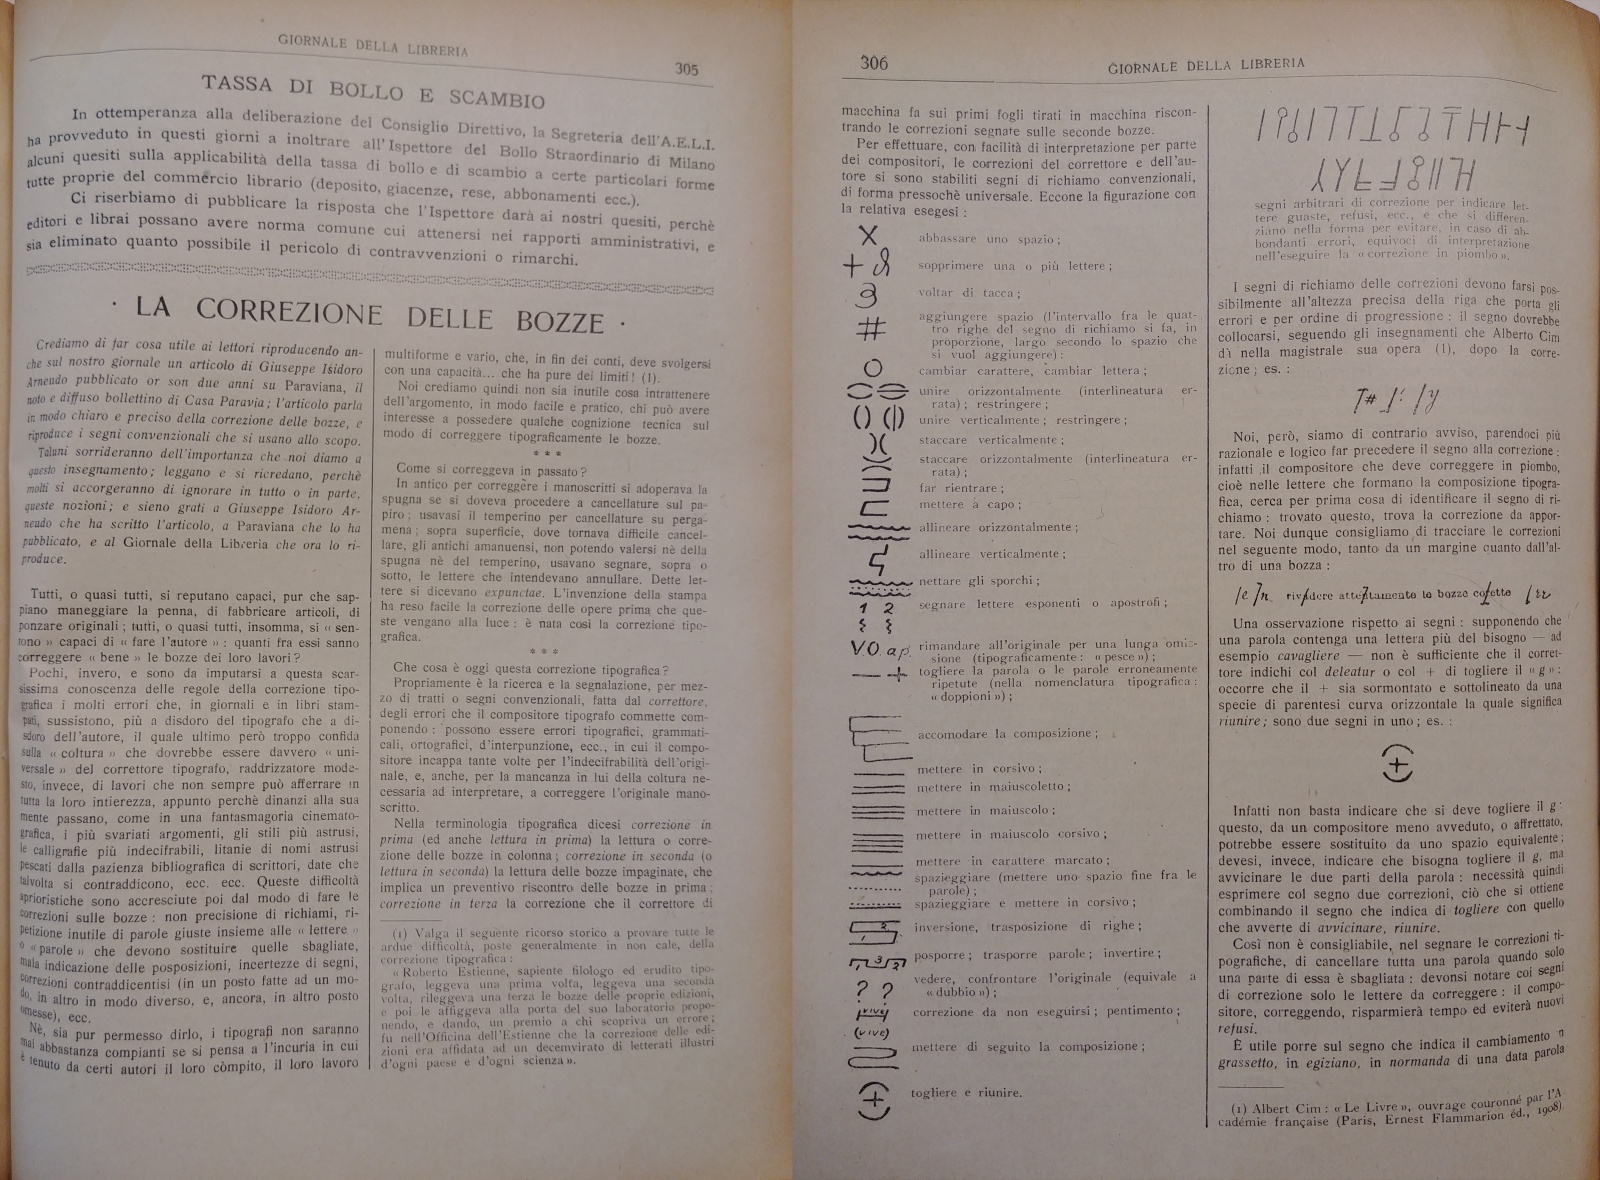 GIORNALE DELLA LIBRERIA
305
TASSA DI BOLLO E SCAMBIO
In ottemperanza alla deliberazione del Consiglio Direttivo, la Segreteria dell'A.E.L.I.
ha provveduto in questi giorni a inoltrare all'Ispettore del Bollo Straordinario di Milano
alcuni quesiti sulla applicabilità della tassa di bollo e di scambio a certe particolari forme
tutte proprie del commercio librario (deposito, giacenze, rese, abbonamenti ecc.).
Ci riserbiamo di pubblicare la risposta che l'Ispettore darà ai nostri quesiti, perchè
editori e librai possano avere norma comune cui attenersi nei rapporti amministrativi, e
sia eliminato quanto possibile il pericolo di contravvenzioni o rimarchi.
· LA CORREZIONE DELLE BOZZE ·
Crediamo di far cosa utile ai lettori riproducendo an-
che sul nostro giornale un articolo di Giuseppe Isidoro
Arneudo pubblicato or son due anni su Paraviana, il
noto e diffuso bollettino di Casa Paravia; l'articolo parla
in modo chiaro e preciso della correzione delle bozze, e
riproduce i segni convenzionali che si usano allo scopo.
Taluni sorrideranno dell'importanza che noi diamo a
questo insegnamento; leggano e si ricredano, perchè
molti si accorgeranno di ignorare in tutto o in parte,
queste nozioni; e sieno grati a Giuseppe Isidoro Ar-
neudo che ha scritto l'articolo, a Paraviana che lo ha
pubblicato, e al Giornale della Libreria che ora lo ri-
produce.
Tutti, o quasi tutti, si reputano capaci, pur che sap-
piano maneggiare la penna, di fabbricare articoli, di
ponzare originali; tutti, o quasi tutti, insomma, si « sen-
tono » capaci di « fare l'autore » : quanti fra essi sanno
correggere « bene » le bozze dei loro lavori?
Pochi, invero, e sono da imputarsi a questa scar-
sissima conoscenza delle regole della correzione tipo-
grafica i molti errori che, in giornali e in libri stam-
pati, sussistono, più a disdoro del tipografo che a di-
sdoro dell'autore, il quale ultimo però troppo confida
sulla « coltura » che dovrebbe essere davvero « uni-
versale » del correttore tipografo, raddrizzatore mode-
sto, invece, di lavori che non sempre può afferrare in
tutta la loro intierezza, appunto perchè dinanzi alla sua
mente passano, come in una fantasmagoria cinemato-
grafica, i più svariati argomenti, gli stili più astrusi,
le calligrafie più indecifrabili, litanie di nomi astrusi
pescati dalla pazienza bibliografica di scrittori, date che
talvolta si contraddicono, ecc. ecc. Queste difficoltà
aprioristiche sono accresciute poi dal modo di fare le
correzioni sulle bozze : non precisione di richiami, ri-
petizione inutile di parole giuste insieme alle « lettere »
o « parole » che devono sostituire quelle sbagliate,
mala indicazione delle posposizioni, incertezze di segni,
correzioni contraddicentisi (in un posto fatte ad un mo-
do, in altro in modo diverso, e, ancora, in altro posto
omesse), ecc.
Nè, sia pur permesso dirlo, i tipografi non saranno
mai abbastanza compianti se si pensa a l'incuria in cui
è tenuto da certi autori il loro còmpito, il loro lavoro
multiforme e vario, che, in fin dei conti, deve svolgersi
con una capacità... che ha pure dei limiti! (1).
Noi crediamo quindi non sia inutile cosa intrattenere
dell'argomento, in modo facile e pratico, chi può avere
interesse a possedere qualche cognizione tecnica sul
modo di correggere tipograficamente le bozze.
* * *
Come si correggeva in passato?
In antico per correggere i manoscritti si adoperava la
spugna se si doveva procedere a cancellature sul pa-
piro; usavasi il temperino per cancellature su perga-
mena; sopra superficie, dove tornava difficile cancel-
lare, gli antichi amanuensi, non potendo valersi nè della
spugna nè del temperino, usavano segnare, sopra o
sotto, le lettere che intendevano annullare. Dette let-
tere si dicevano expunctae. L'invenzione della stampa
ha reso facile la correzione delle opere prima che que-
ste vengano alla luce : è nata così la correzione tipo-
grafica.
* * *
Che cosa è oggi questa correzione tipografica?
Propriamente è la ricerca e la segnalazione, per mez-
zo di tratti o segni convenzionali, fatta dal correttore,
degli errori che il compositore tipografo commette com-
ponendo : possono essere errori tipografici, grammati-
cali, ortografici, d'interpunzione, ecc., in cui il compo-
sitore incappa tante volte per l'indecifrabilità dell'origi-
nale, e, anche, per la mancanza in lui della coltura ne-
cessaria ad interpretare, a correggere l'originale mano-
scritto.
Nella terminologia tipografica dicesi correzione in
prima (ed anche lettura in prima) la lettura o corre-
zione delle bozze in colonna; correzione in seconda (o
lettura in seconda) la lettura delle bozze impaginate, che
implica un preventivo riscontro delle bozze in prima;
correzione in terza la correzione che il correttore di
(1) Valga il seguente ricorso storico a provare tutte le
ardue difficoltà, poste generalmente in non cale, della
correzione tipografica :
« Roberto Estienne, sapiente filologo ed erudito tipo-
grafo, leggeva una prima volta, leggeva una seconda
volta, rileggeva una terza le bozze delle proprie edizioni,
e poi le affiggeva alla porta del suo laboratorio propo-
nendo, e dando, un premio a chi scopriva un errore;
fu nell'Officina dell'Estienne che la correzione delle edi-
zioni era affidata ad un decemvirato di letterati illustri
d'ogni paese e d'ogni scienza ».
306
GIORNALE DELLA LIBRERIA
macchina fa sui primi fogli tirati in macchina riscon-
trando le correzioni segnate sulle seconde bozze.
Per effettuare, con facilità di interpretazione per parte
dei compositori, le correzioni del correttore e dell'au-
tore si sono stabiliti segni di richiamo convenzionali,
di forma pressochè universale. Eccone la figurazione con
la relativa esegesi :
abbassare uno spazio;
sopprimere una o più lettere;
voltar di tacca;
# aggiungere spazio (l'intervallo fra le quat-
tro righe del segno di richiamo si fa, in
proporzione, largo secondo lo spazio che
si vuol aggiungere) :
cambiar carattere, cambiar lettera;
unire orizzontalmente (interlineatura er-
rata); restringere;
unire verticalmente; restringere;
staccare verticalmente;
staccare orizzontalmente (interlineatura er-
rata);
far rientrare;
mettere a capo;
allineare orizzontalmente;
allineare verticalmente;
nettare gli sporchi;
1 2 segnare lettere esponenti o apostrofi;
V.O. ap. rimandare all'originale per una lunga omis-
sione (tipograficamente : « pesce »);
togliere la parola o le parole erroneamente
ripetute (nella nomenclatura tipografica :
« doppioni »);
accomodare la composizione;
mettere in corsivo;
mettere in maiuscoletto;
mettere in maiuscolo;
mettere in maiuscolo corsivo;
mettere in carattere marcato;
spazieggiare (mettere uno spazio fine fra le
parole);
spazieggiare e mettere in corsivo;
inversione, trasposizione di righe;
posporre; trasporre parole; invertire;
? ? vedere, confrontare l'originale (equivale a
« dubbio »);
vive correzione da non eseguirsi; pentimento;
(vive)
mettere di seguito la composizione;
togliere e riunire.
segni arbitrari di correzione per indicare let-
tere guaste, refusi, ecc., e che si differen-
ziano nella forma per evitare, in caso di ab-
bondanti errori, equivoci di interpretazione
nell'eseguire la « correzione in piombo ».
I segni di richiamo delle correzioni devono farsi pos-
sibilmente all'altezza precisa della riga che porta gli
errori e per ordine di progressione : il segno dovrebbe
collocarsi, seguendo gli insegnamenti che Alberto Cim
dì nella magistrale sua opera (1), dopo la corre-
zione; es. :
Noi, però, siamo di contrario avviso, parendoci più
razionale e logico far precedere il segno alla correzione :
infatti il compositore che deve correggere in piombo,
cioè nelle lettere che formano la composizione tipogra-
fica, cerca per prima cosa di identificare il segno di ri-
chiamo : trovato questo, trova la correzione da appor-
tare. Noi dunque consigliamo di tracciare le correzioni
nel seguente modo, tanto da un margine quanto dall'al-
tro di una bozza :
Una osservazione rispetto ai segni : supponendo che
una parola contenga una lettera più del bisogno — ad
esempio cavagliere — non è sufficiente che il corret-
tore indichi col deleatur o col + di togliere il « g » :
occorre che il + sia sormontato e sottolineato da una
specie di parentesi curva orizzontale la quale significa
riunire; sono due segni in uno; es. :
Infatti non basta indicare che si deve togliere il g :
questo, da un compositore meno avveduto, o affrettato,
potrebbe essere sostituito da uno spazio equivalente;
devesi, invece, indicare che bisogna togliere il g, ma
avvicinare le due parti della parola : necessità quindi
esprimere col segno due correzioni, ciò che si ottiene
combinando il segno che indica di togliere con quello
che avverte di avvicinare, riunire.
Così non è consigliabile, nel segnare le correzioni ti-
pografiche, di cancellare tutta una parola quando solo
una parte di essa è sbagliata : devonsi notare coi segni
di correzione solo le lettere da correggere : il compo-
sitore, correggendo, risparmierà tempo ed eviterà nuovi
refusi.
È utile porre sul segno che indica il cambiamento
grassetto, in egiziano, in normanda di una data parola
(1) Albert Cim : « Le Livre », ouvrage couronné par l'A
cadémie française (Paris, Ernest Flammarion éd., 1908)